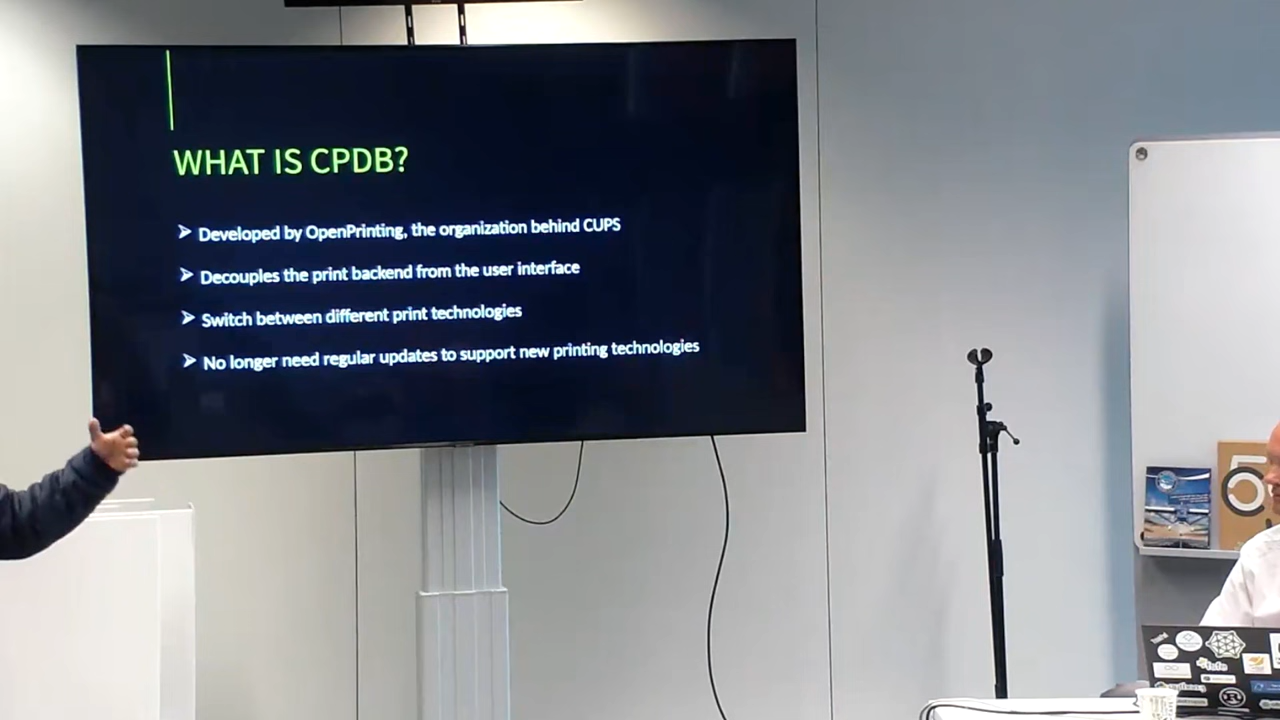 WHAT IS CPDB?
➢ Developed by OpenPrinting, the organization behind CUPS
➢ Decouples the print backend from the user interface
➢ Switch between different print technologies
➢ No longer need regular updates to support new printing technologies